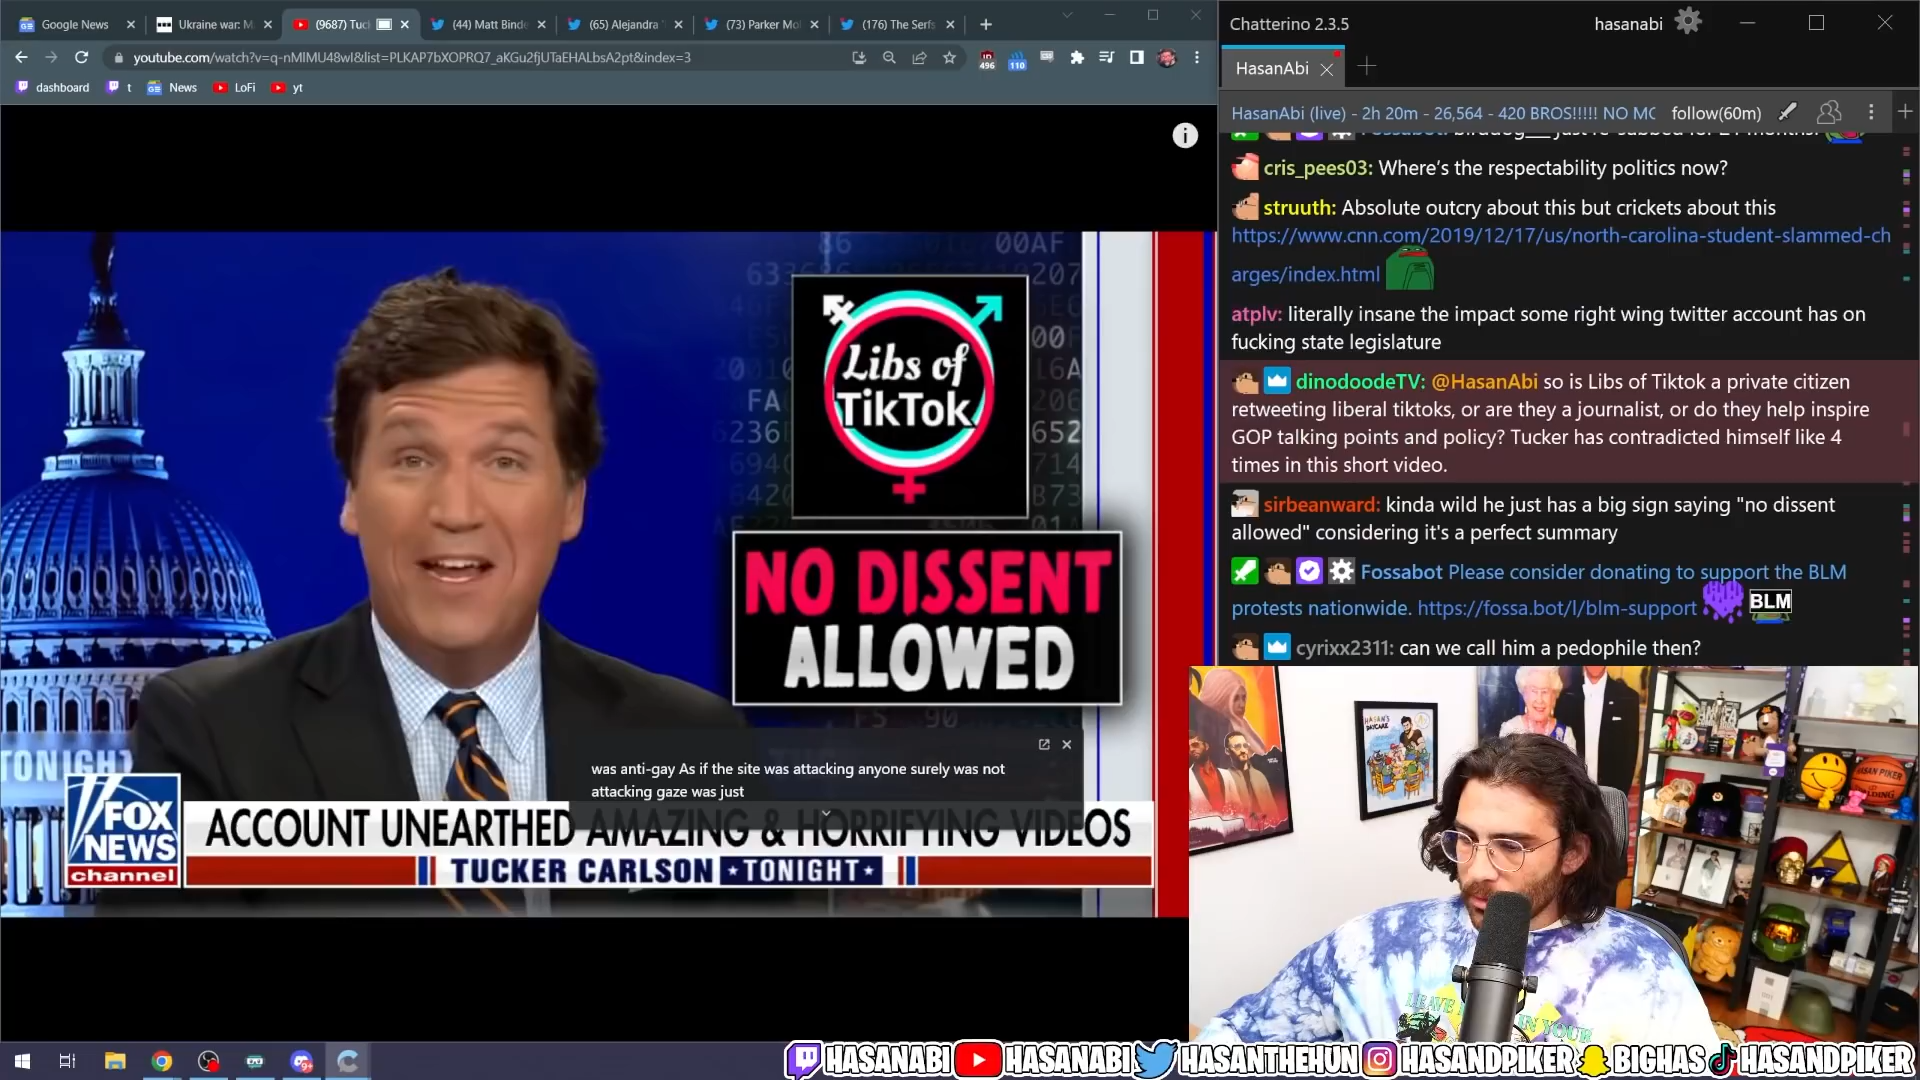 Google News
Ukraine war: M
(9687) Tuc
(44) Matt Binde
(65) Alejandra
(73) Parker Mol
(176) The Serfs
youtube.com/watch?v=q-nMlMU48wI&list=PLKAP7bXOPRQ7_aKGu2fjUTaEHALbsA2pt&index=3
496
110
dashboard
t
News
LoFi
yt
Libs of
TikTok
NO DISSENT
ALLOWED
TONIGHT
was anti-gay As if the site was attacking anyone surely was not
attacking gaze was just
FOX
NEWS
channel
ACCOUNT UNEARTHED AMAZING & HORRIFYING VIDEOS
TUCKER CARLSON TONIGHT
Chatterino 2.3.5
hasanabi
HasanAbi
HasanAbi (live) - 2h 20m - 26,564 - 420 BROS!!!!! NO MC
follow(60m)
cris_pees03: Where's the respectability politics now?
struuth: Absolute outcry about this but crickets about this
https://www.cnn.com/2019/12/17/us/north-carolina-student-slammed-ch
arges/index.html
atplv: literally insane the impact some right wing twitter account has on
fucking state legislature
dinodoodeTV: @HasanAbi so is Libs of Tiktok a private citizen
retweeting liberal tiktoks, or are they a journalist, or do they help inspire
GOP talking points and policy? Tucker has contradicted himself like 4
times in this short video.
sirbeanward: kinda wild he just has a big sign saying "no dissent
allowed" considering it's a perfect summary
Fossabot Please consider donating to support the BLM
protests nationwide. https://fossa.bot/l/blm-support
BLM
cyrixx2311: can we call him a pedophile then?
HASAN'S
DAYCARE
HASAN PIKER
HASANABI
HASANABI
HASANTHEHUN
HASANDPIKER
BIGHAS
HASANDPIKER